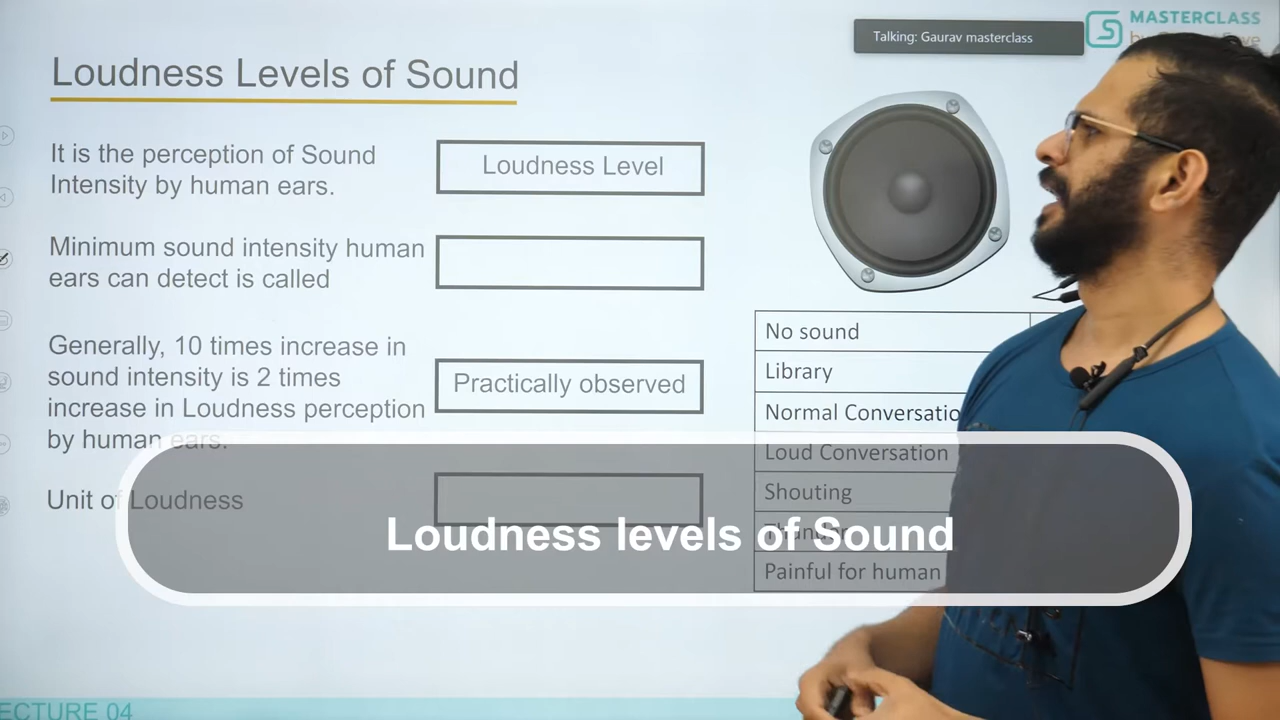 Talking: Gaurav masterclass
MASTERCLASS
Loudness Levels of Sound
It is the perception of Sound
Intensity by human ears.
Loudness Level
Minimum sound intensity human
ears can detect is called
Generally, 10 times increase in
sound intensity is 2 times
increase in Loudness perception
by human ears.
Practically observed
Unit of Loudness
No sound
Library
Normal Conversatio
Loud Conversation
Shouting
Painful for human
Loudness levels of Sound
ECTURE 04